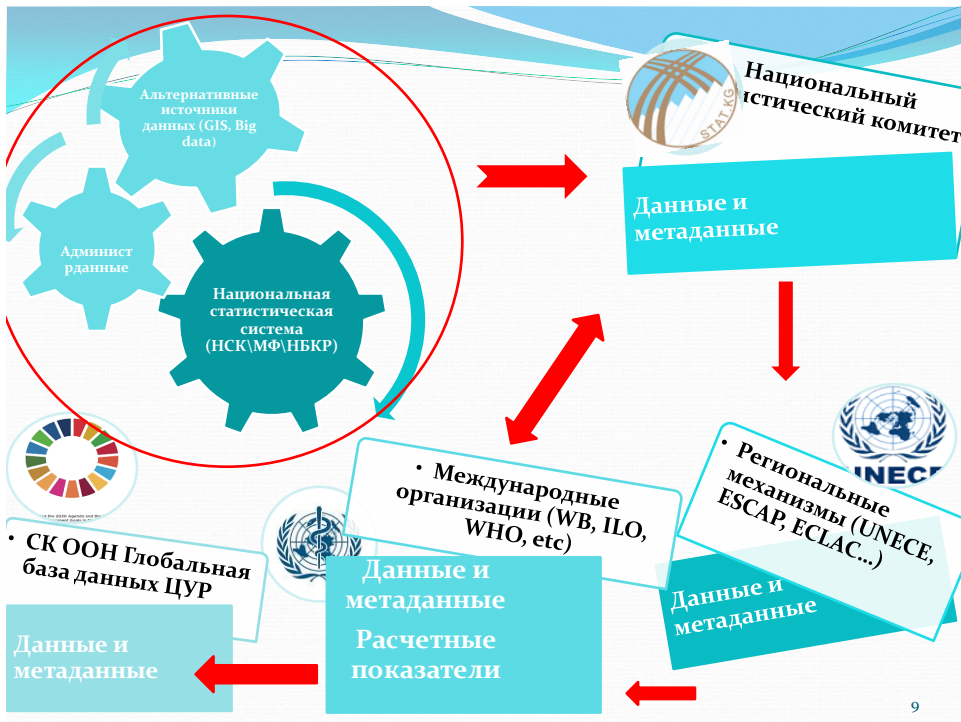 Альтернативные
источники
данных (GIS, Big
data)
Админист
рданные
Национальная
статистическая
система
(НСК\МФ\НБКР)
Национальный
истический комитет
STAT.KG
Данные и
метаданные
UNECE
• Региональные
механизмы (UNECE,
ESCAP, ECLAC...)
Данные и
метаданные
• Международные
организации (WB, ILO,
WHO, etc)
Данные и
метаданные
Расчетные
показатели
• СК ООН Глобальная
база данных ЦУР
Данные и
метаданные
9